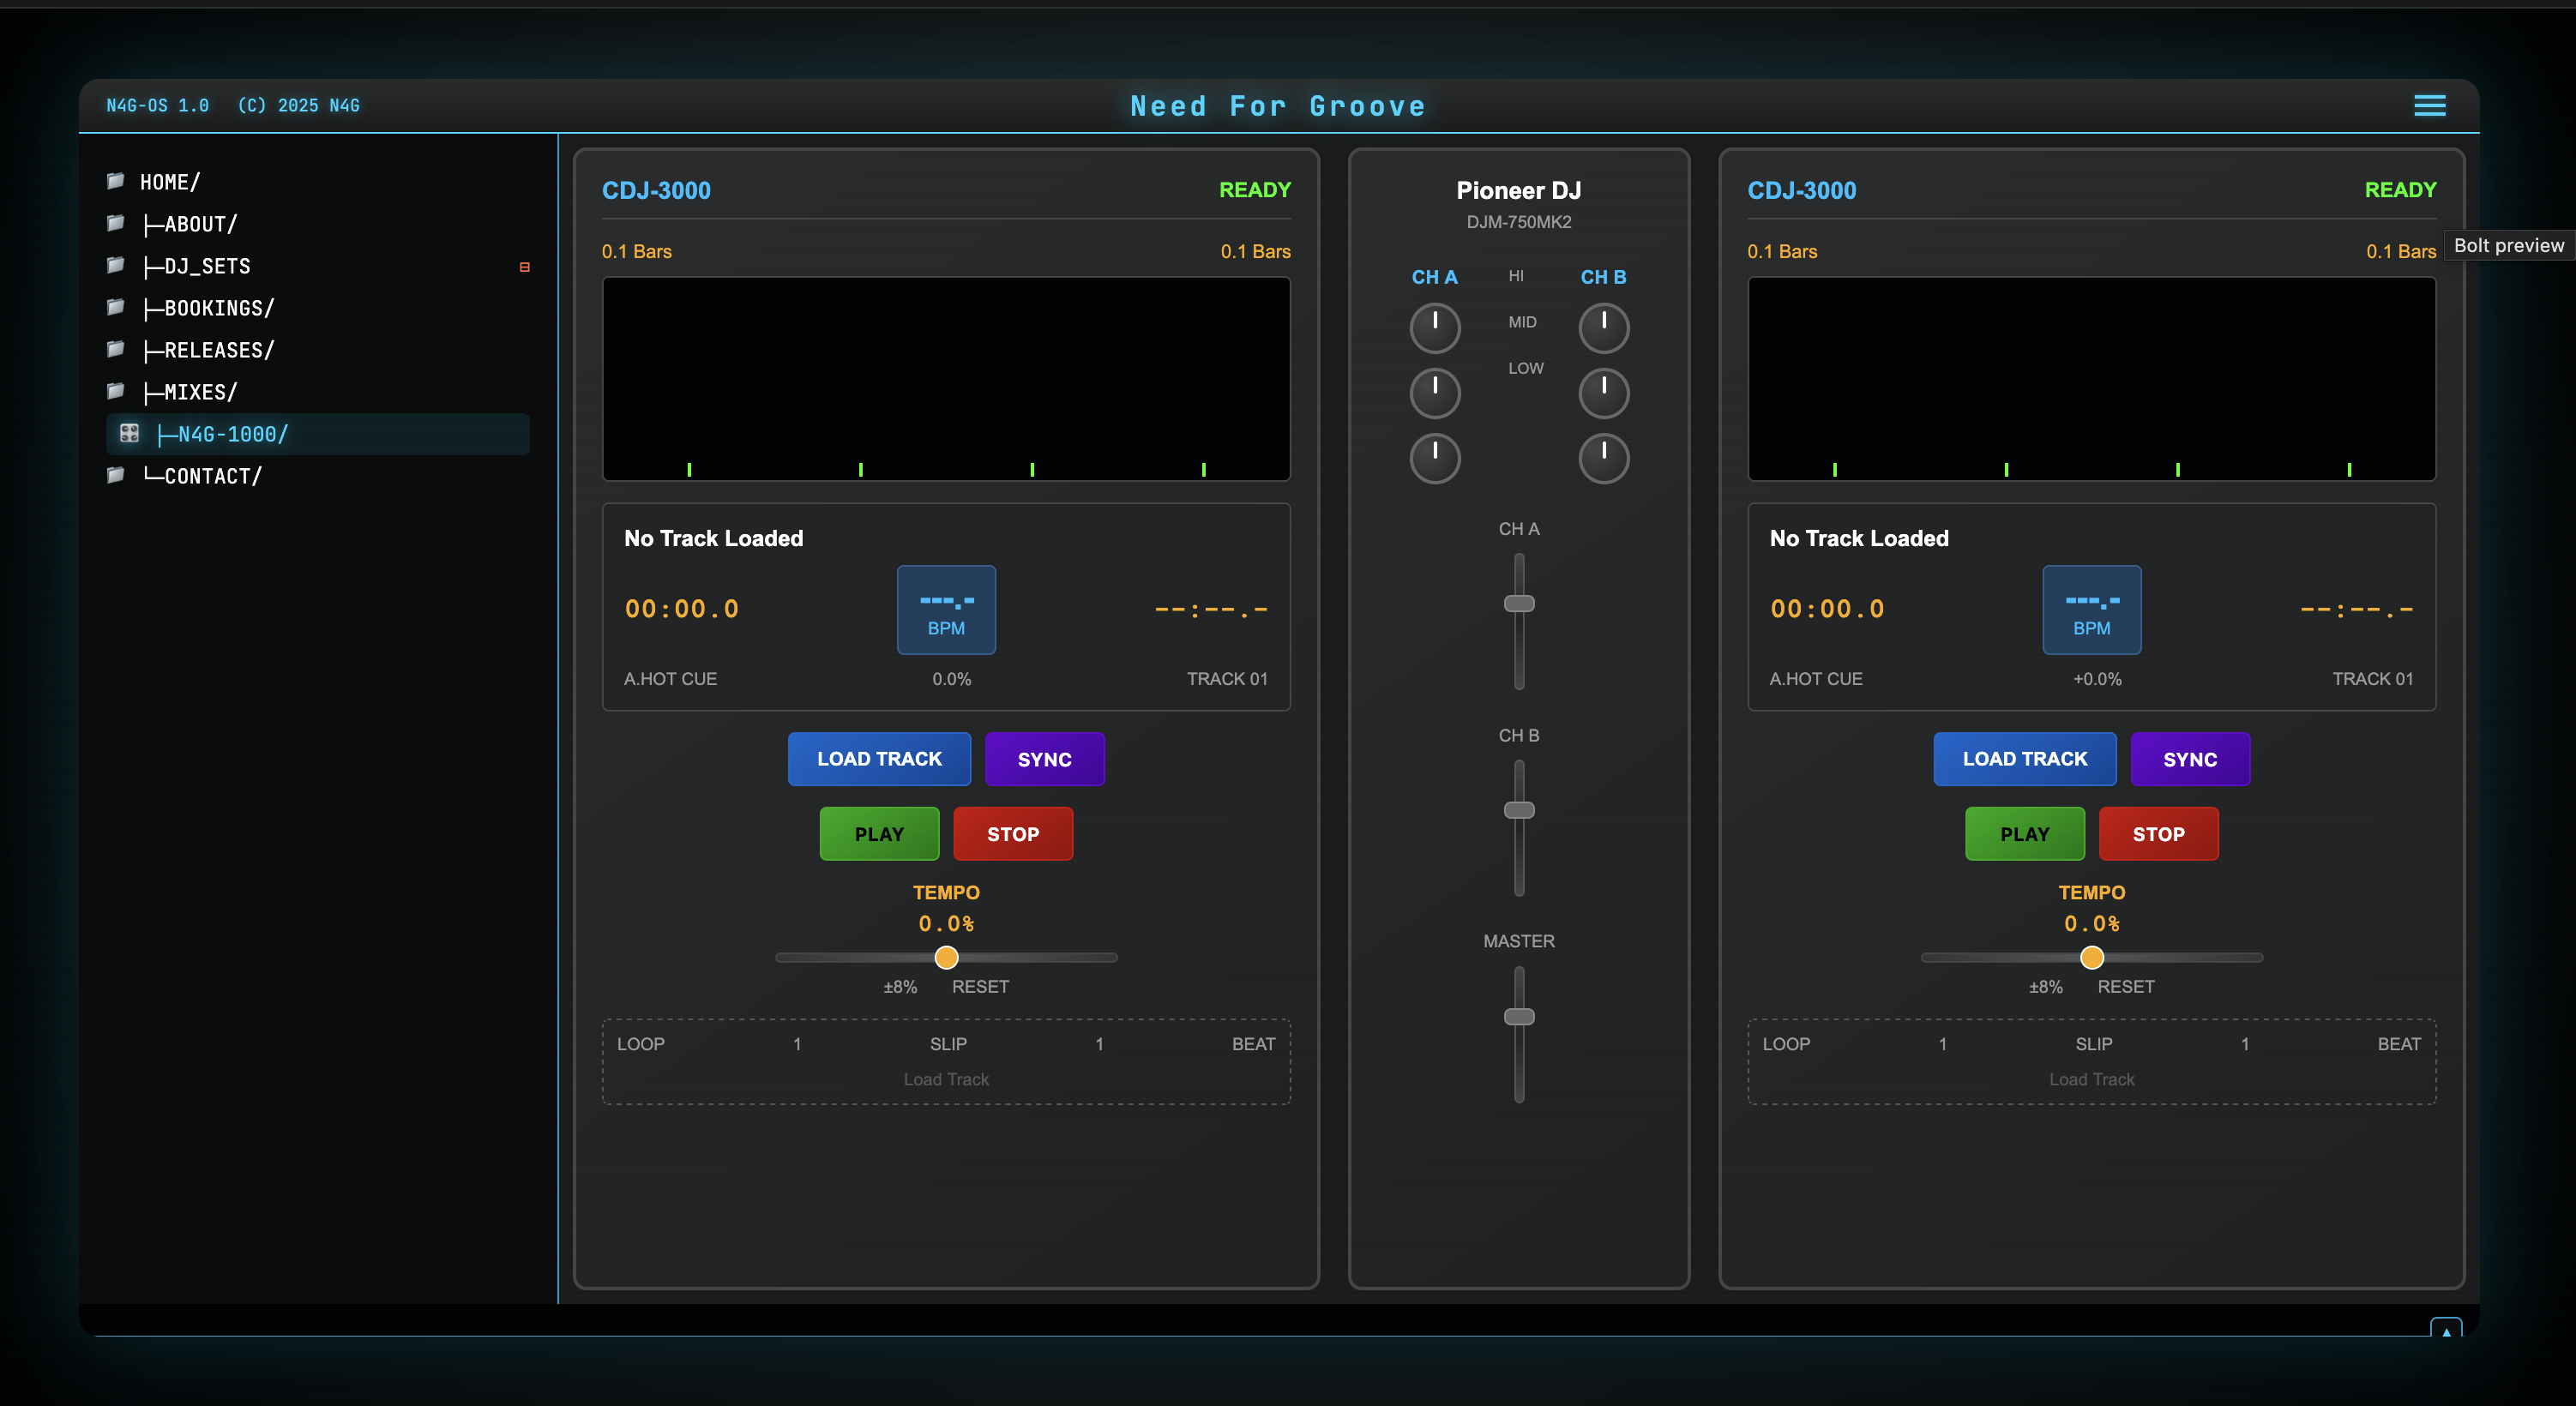 N4G-OS 1.0 (C) 2025 N4G
Need For Groove
HOME/
├─ABOUT/
├─DJ_SETS
├─BOOKINGS/
├─RELEASES/
├─MIXES/
├─N4G-1000/
└─CONTACT/
CDJ-3000 READY
0.1 Bars 0.1 Bars
No Track Loaded
00:00.0 ---.- --:--.-
BPM
A.HOT CUE 0.0% TRACK 01
LOAD TRACK SYNC
PLAY STOP
TEMPO
0.0%
±8% RESET
LOOP 1 SLIP 1 BEAT
Load Track
Pioneer DJ
DJM-750MK2
CH A HI CH B
MID
LOW
CH A
CH B
MASTER
CDJ-3000 READY
0.1 Bars 0.1 Bars
Bolt preview
No Track Loaded
00:00.0 ---.- --:--.-
BPM
A.HOT CUE +0.0% TRACK 01
LOAD TRACK SYNC
PLAY STOP
TEMPO
0.0%
±8% RESET
LOOP 1 SLIP 1 BEAT
Load Track